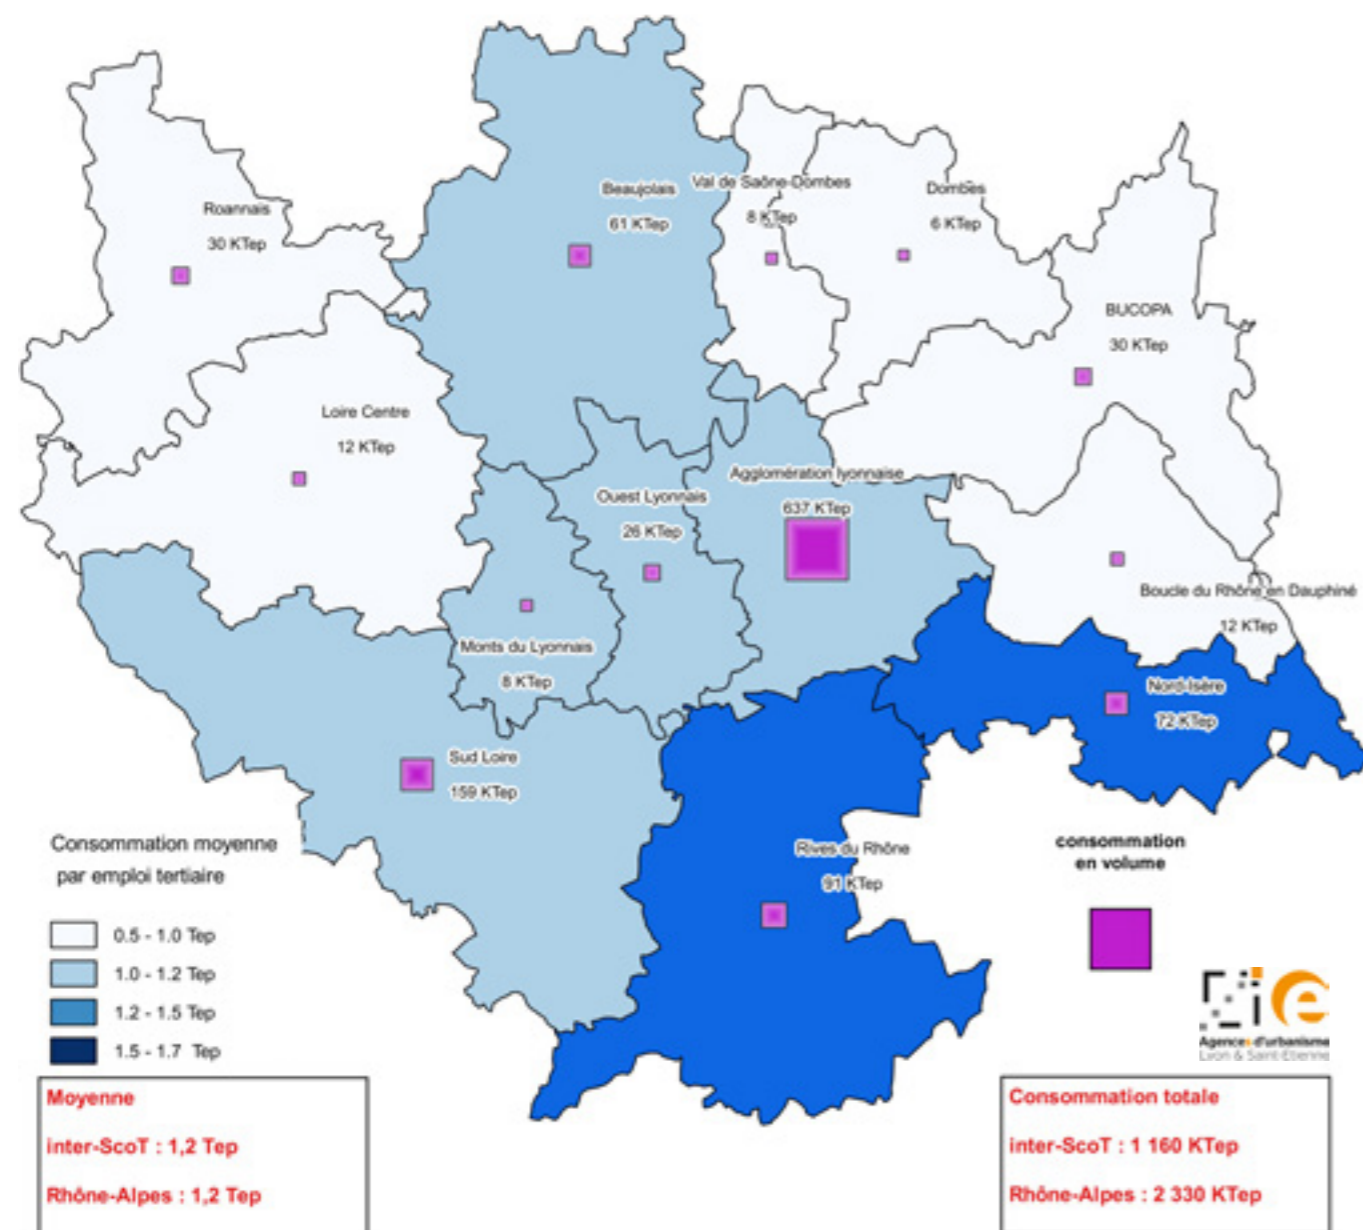 Beaujolais
61 KTep
Val de Saône-Dombes
8 KTep
Dombes
6 KTep
Roannais
30 KTep
BUCOPA
30 KTep
Loire Centre
12 KTep
Agglomération lyonnaise
637 KTep
Ouest Lyonnais
26 KTep
Boucle du Rhône en Dauphiné
12 KTep
Monts du Lyonnais
8 KTep
Nord-Isère
72 KTep
Sud Loire
159 KTep
Rives du Rhône
91 KTep
Consommation moyenne
par emploi tertiaire
0.5 - 1.0 Tep
1.0 - 1.2 Tep
1.2 - 1.5 Tep
1.5 - 1.7 Tep
consommation
en volume
Agences d'urbanisme
Lyon & Saint-Etienne
Moyenne
inter-ScoT : 1,2 Tep
Rhône-Alpes : 1,2 Tep
Consommation totale
inter-ScoT : 1 160 KTep
Rhône-Alpes : 2 330 KTep